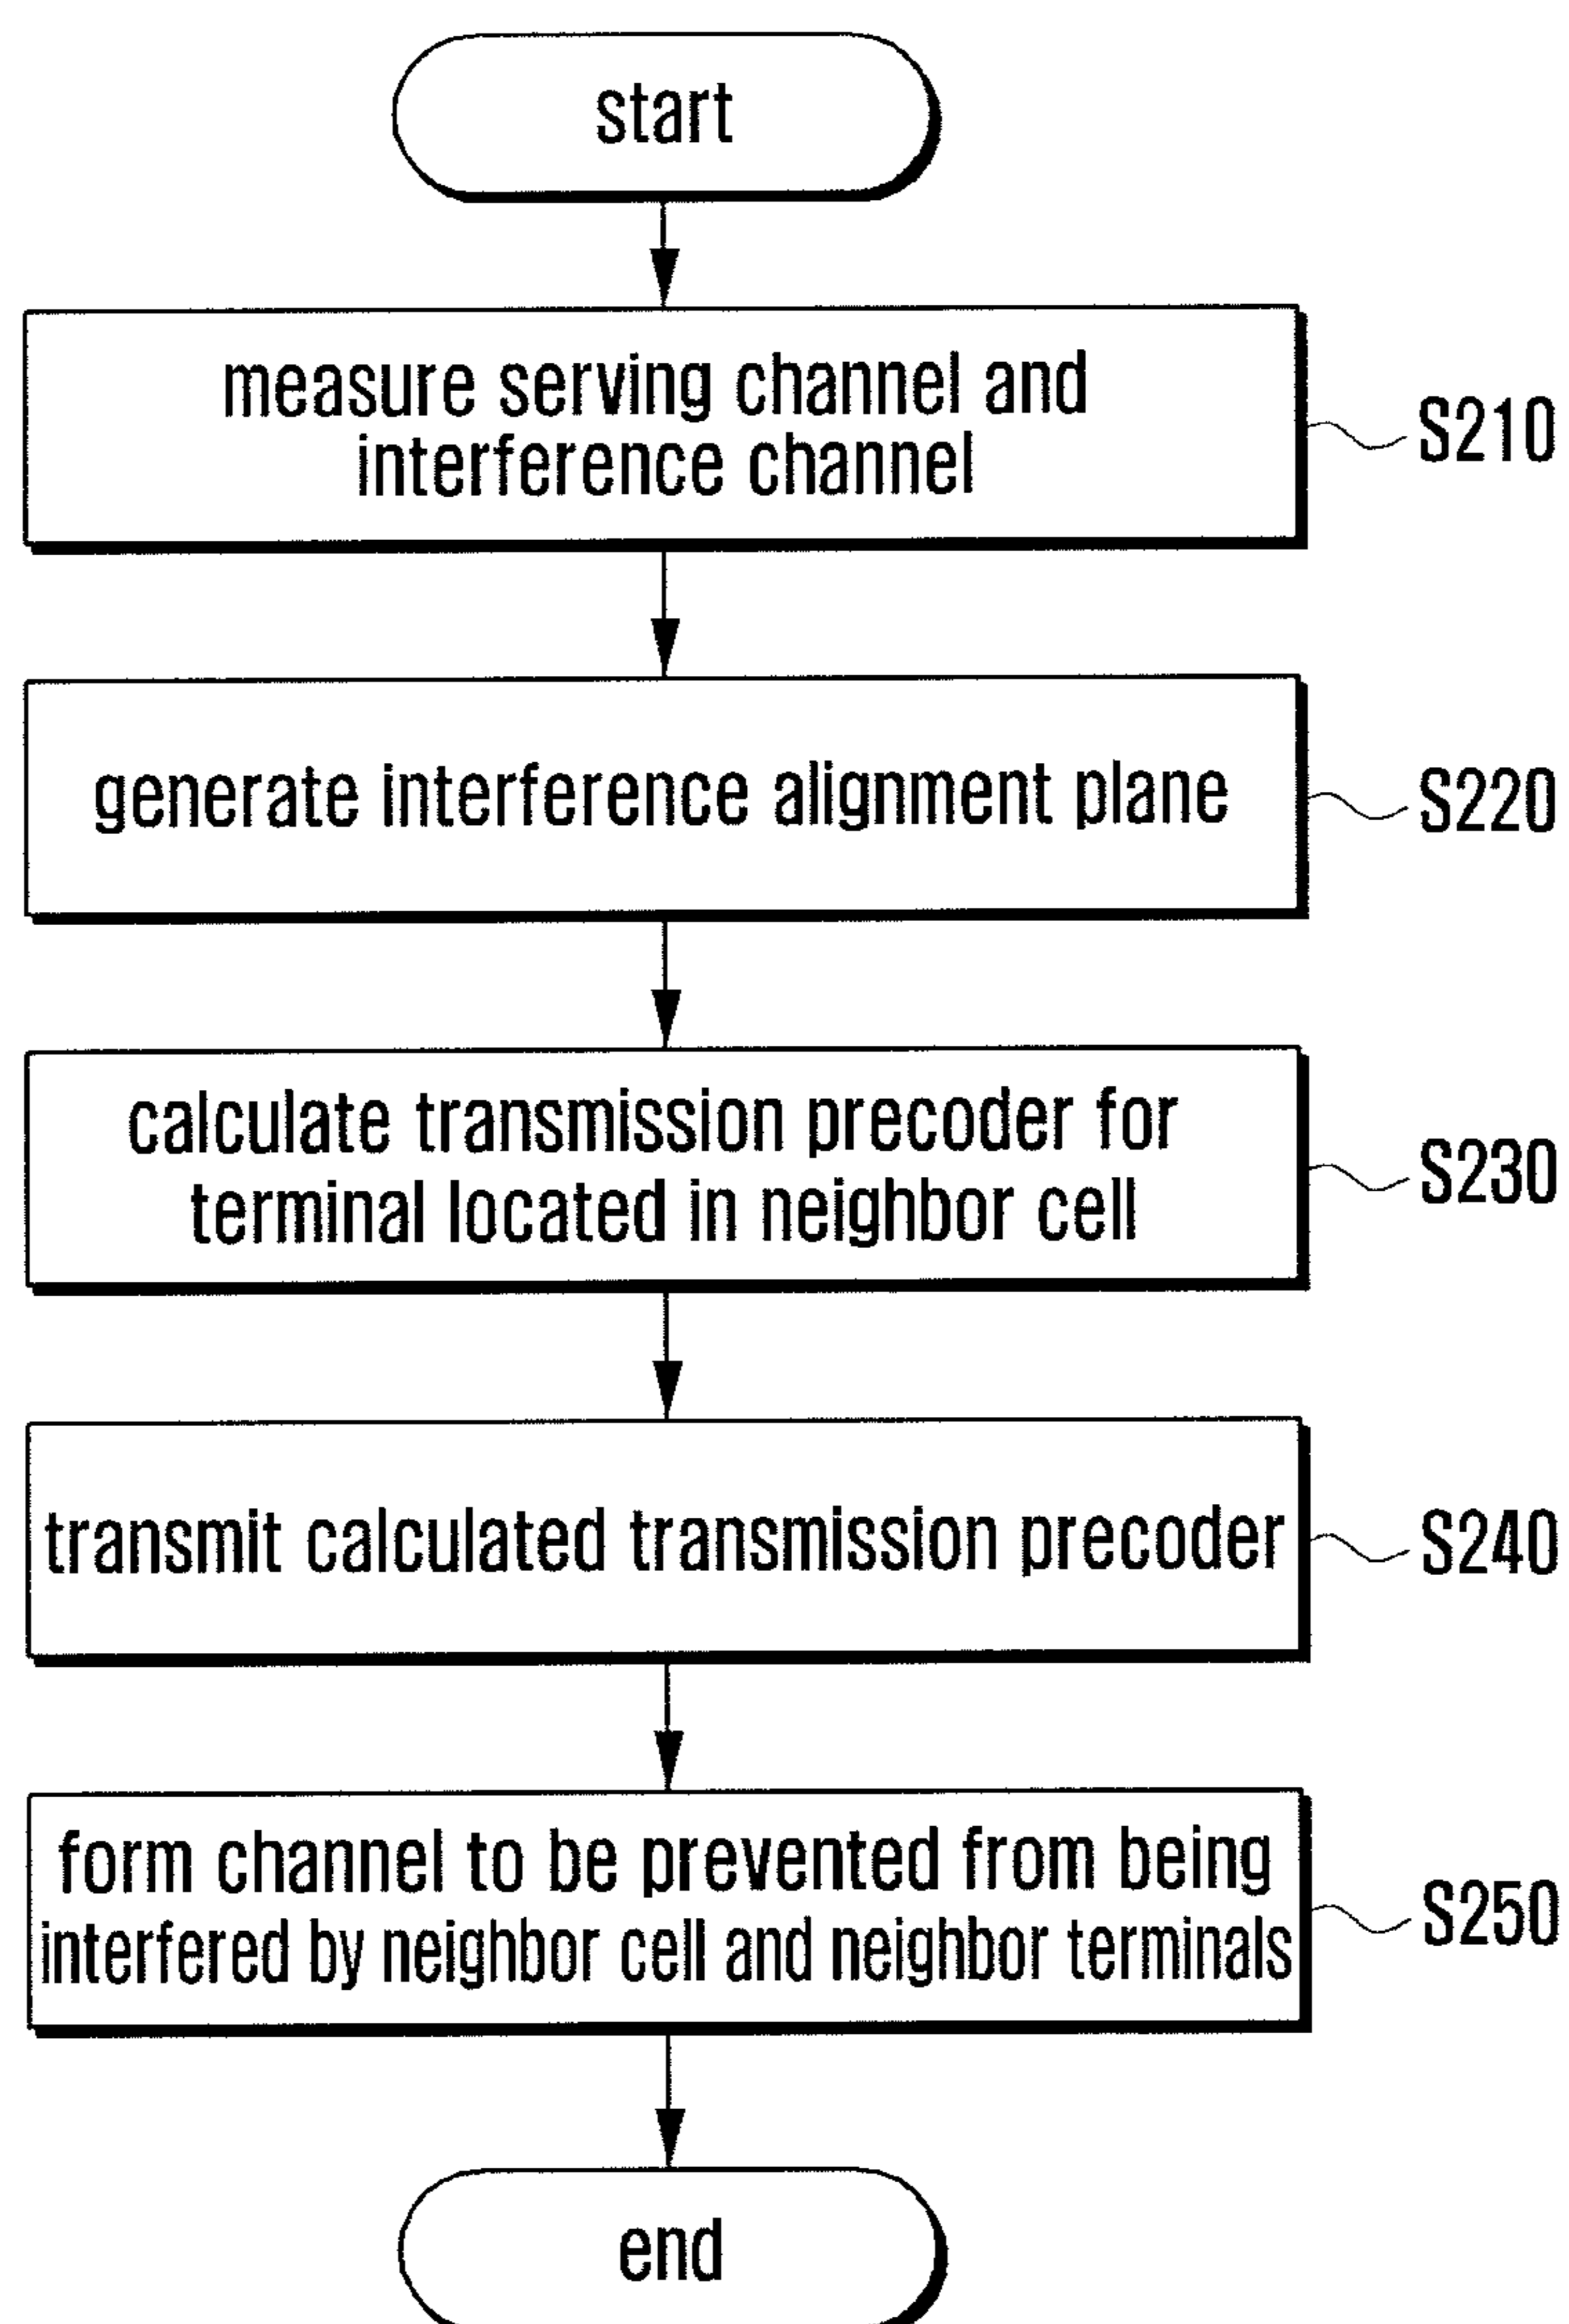 start
measure serving channel and
interference channel
S210
generate interference alignment plane
S220
calculate transmission precoder for
terminal located in neighbor cell
S230
transmit calculated transmission precoder
S240
form channel to be prevented from being
interfered by neighbor cell and neighbor terminals
S250
end